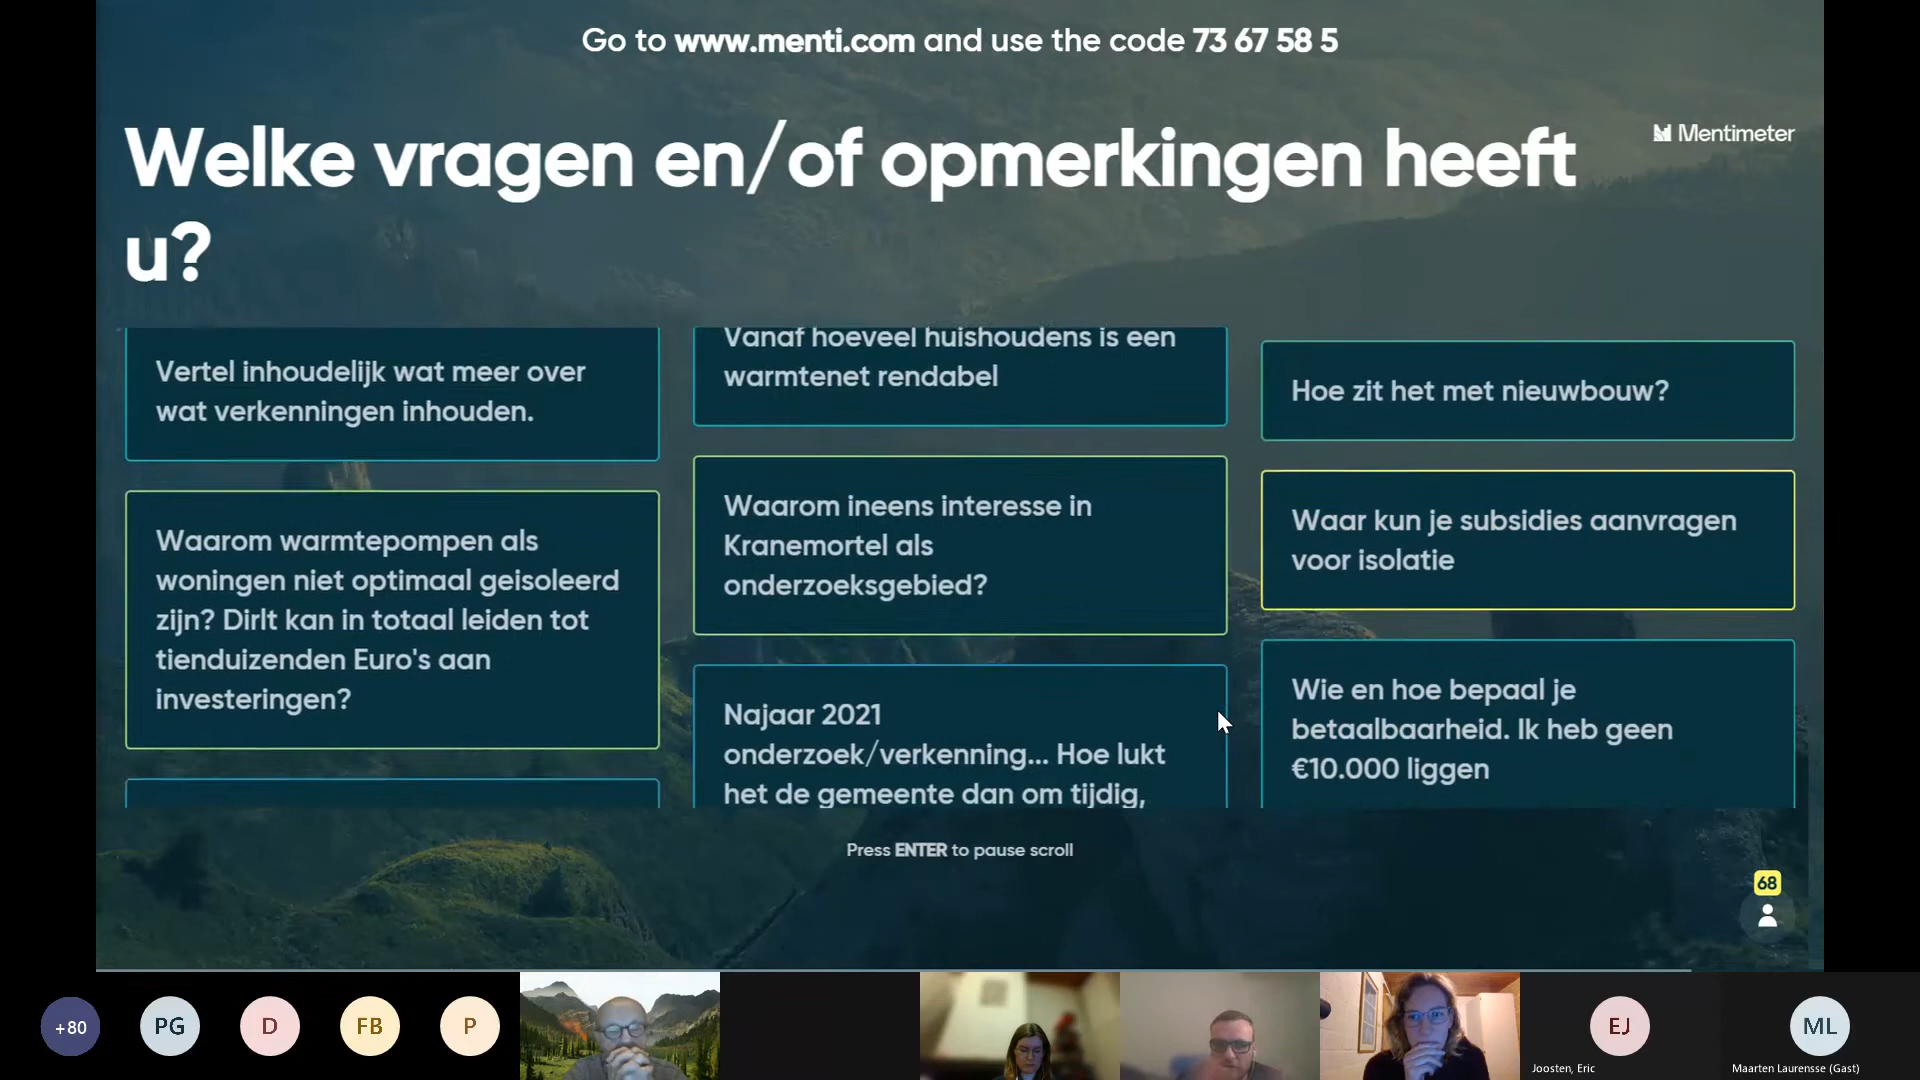 Go to www.menti.com and use the code 73 67 58 5
Mentimeter
Welke vragen en/of opmerkingen heeft
u?
Vertel inhoudelijk wat meer over
wat verkenningen inhouden.
Waarom warmtepompen als
woningen niet optimaal geisoleerd
zijn? Dirlt kan in totaal leiden tot
tienduizenden Euro's aan
investeringen?
Vanaf hoeveel huishoudens is een
warmtenet rendabel
Waarom ineens interesse in
Kranemortel als
onderzoeksgebied?
Najaar 2021
onderzoek/verkenning... Hoe lukt
het de gemeente dan om tijdig,
Hoe zit het met nieuwbouw?
Waar kun je subsidies aanvragen
voor isolatie
Wie en hoe bepaal je
betaalbaarheid. Ik heb geen
€10.000 liggen
Press ENTER to pause scroll
68
+80
PG
D
FB
P
EJ
Joosten, Eric
ML
Maarten Laurensse (Gast)